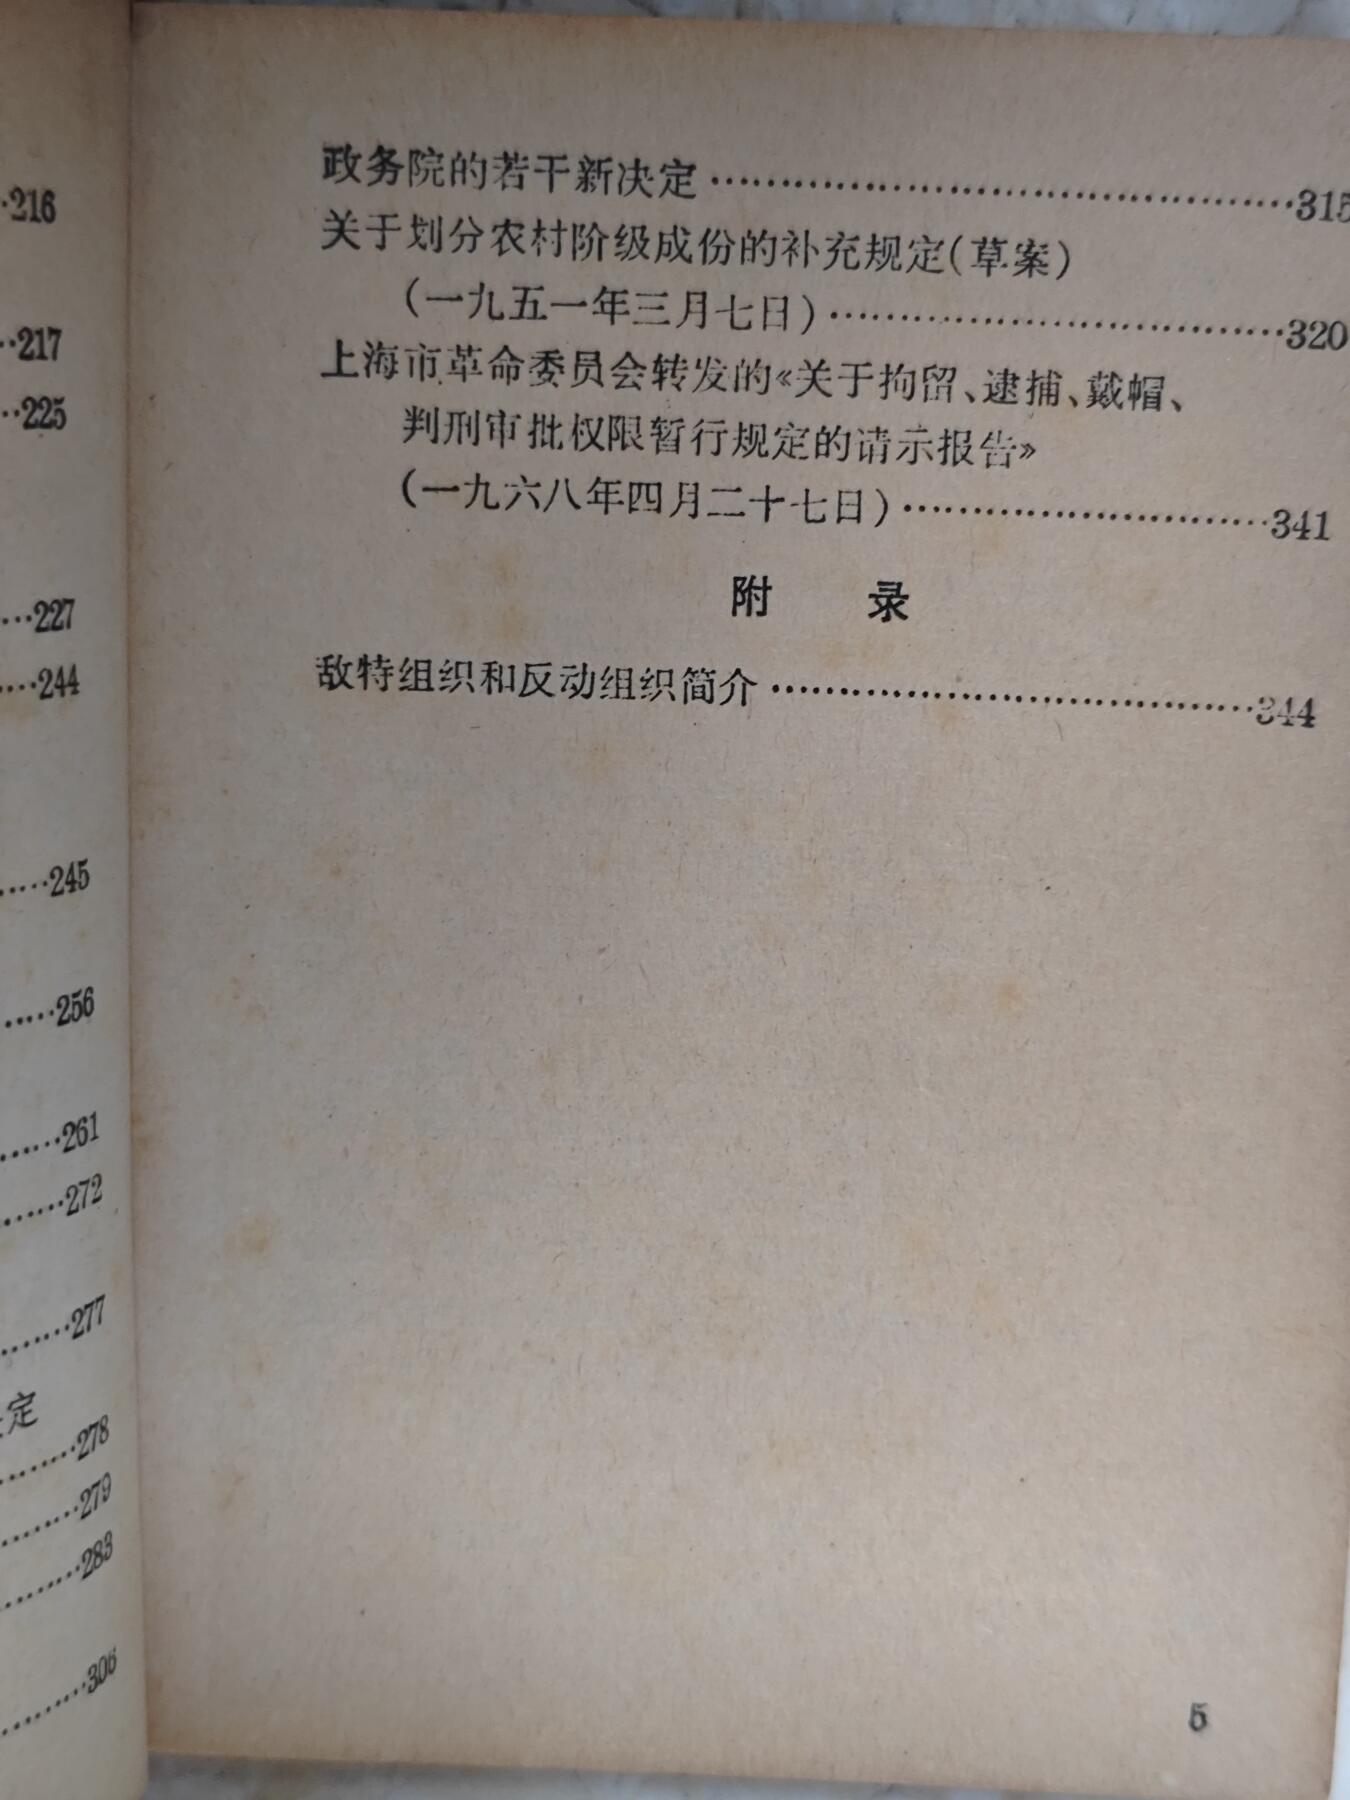 …216
…217
…225
…227
…244
…245
…256
…261
…272
…277
定
…278
…279
…283
…306
政务院的若干新决定……………………………………315
关于划分农村阶级成份的补充规定(草案)
(一九五一年三月七日)……………………………320
上海市革命委员会转发的《关于拘留、逮捕、戴帽、
判刑审批权限暂行规定的请示报告》
(一九六八年四月二十七日)………………………341
附　　录
敌特组织和反动组织简介………………………………344
5